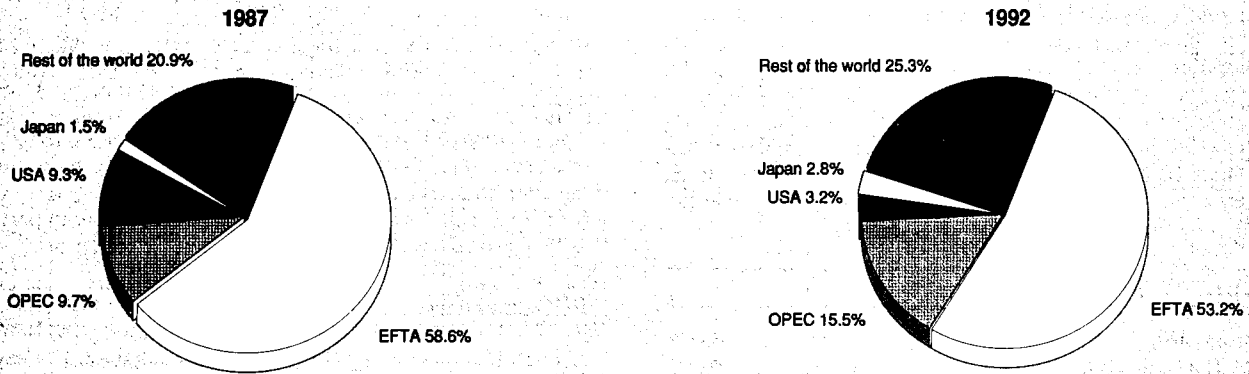 1987
Rest of the world 20.9%
Japan 1.5%
USA 9.3%
OPEC 9.7%
EFTA 58.6%
1992
Rest of the world 25.3%
Japan 2.8%
USA 3.2%
OPEC 15.5%
EFTA 53.2%